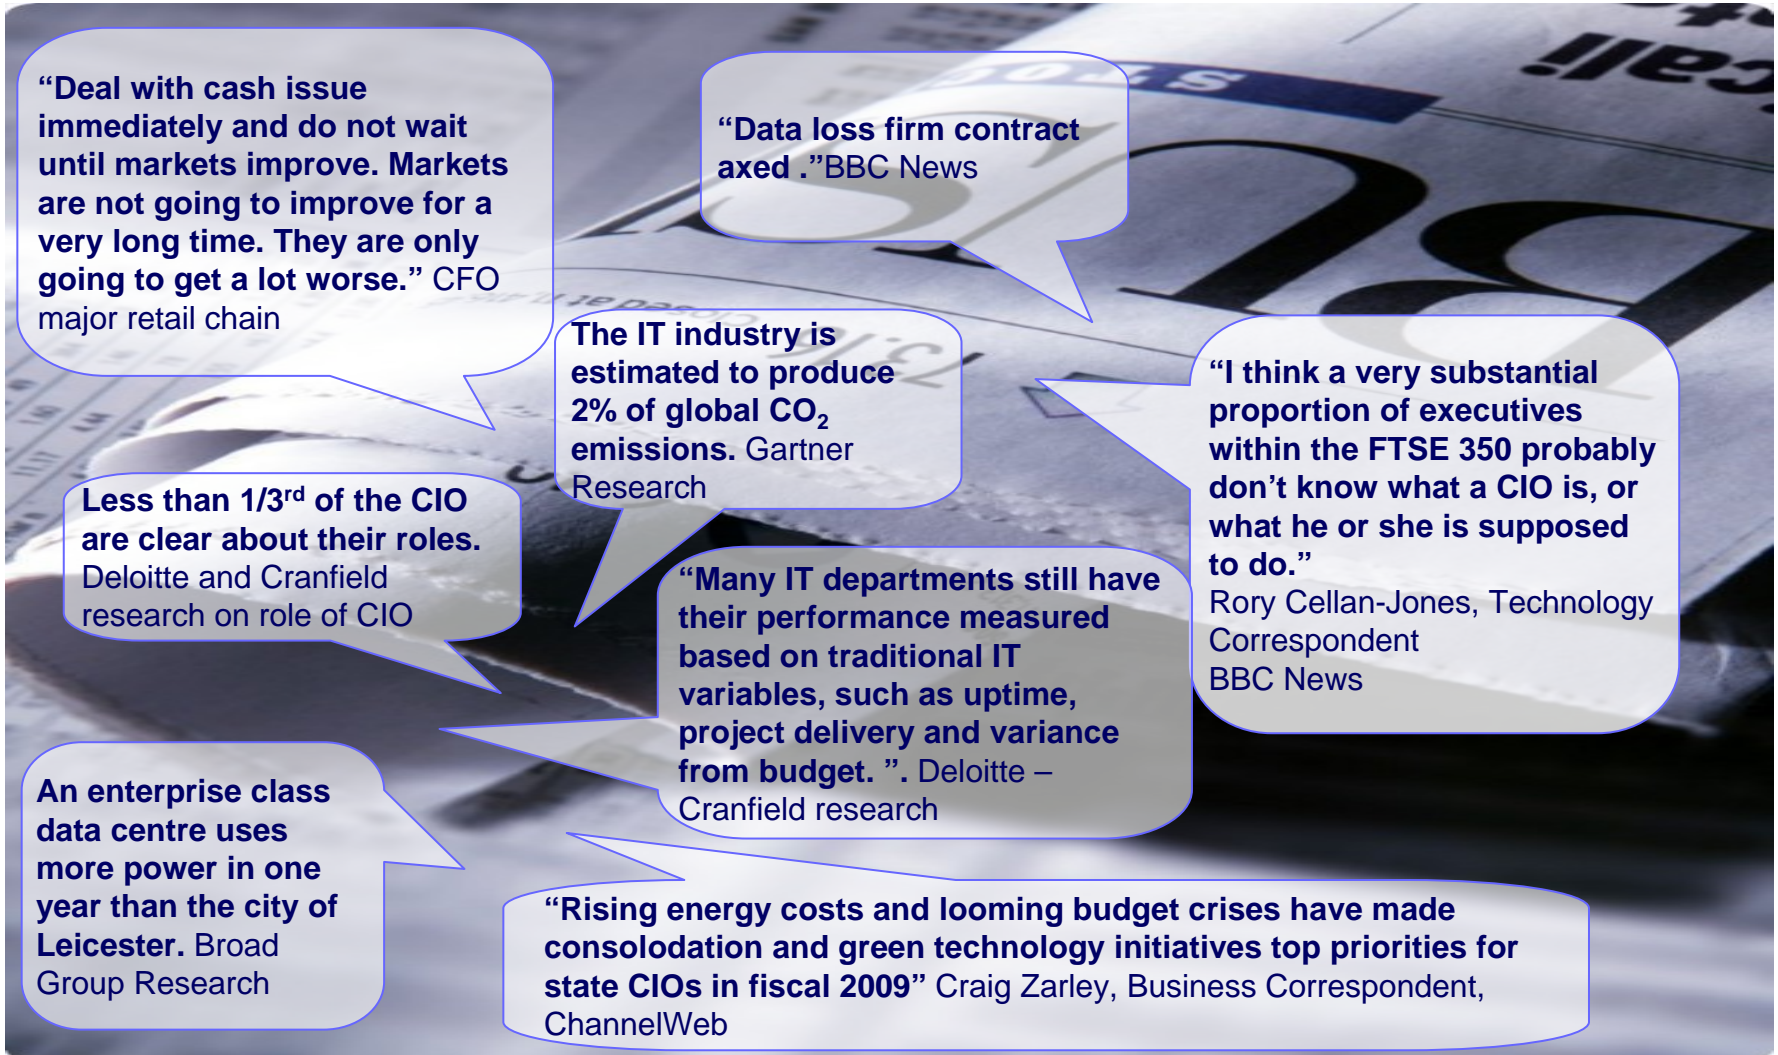 “Deal with cash issue
immediately and do not wait
until markets improve. Markets
are not going to improve for a
very long time. They are only
going to get a lot worse.” CFO
major retail chain
“Data loss firm contract
axed .”BBC News
The IT industry is
estimated to produce
2% of global CO₂
emissions. Gartner
Research
“I think a very substantial
proportion of executives
within the FTSE 350 probably
don’t know what a CIO is, or
what he or she is supposed
to do.”
Rory Cellan-Jones, Technology
Correspondent
BBC News
Less than 1/3ʳᵈ of the CIO
are clear about their roles.
Deloitte and Cranfield
research on role of CIO
“Many IT departments still have
their performance measured
based on traditional IT
variables, such as uptime,
project delivery and variance
from budget. ”. Deloitte –
Cranfield research
An enterprise class
data centre uses
more power in one
year than the city of
Leicester. Broad
Group Research
“Rising energy costs and looming budget crises have made
consolodation and green technology initiatives top priorities for
state CIOs in fiscal 2009” Craig Zarley, Business Correspondent,
ChannelWeb